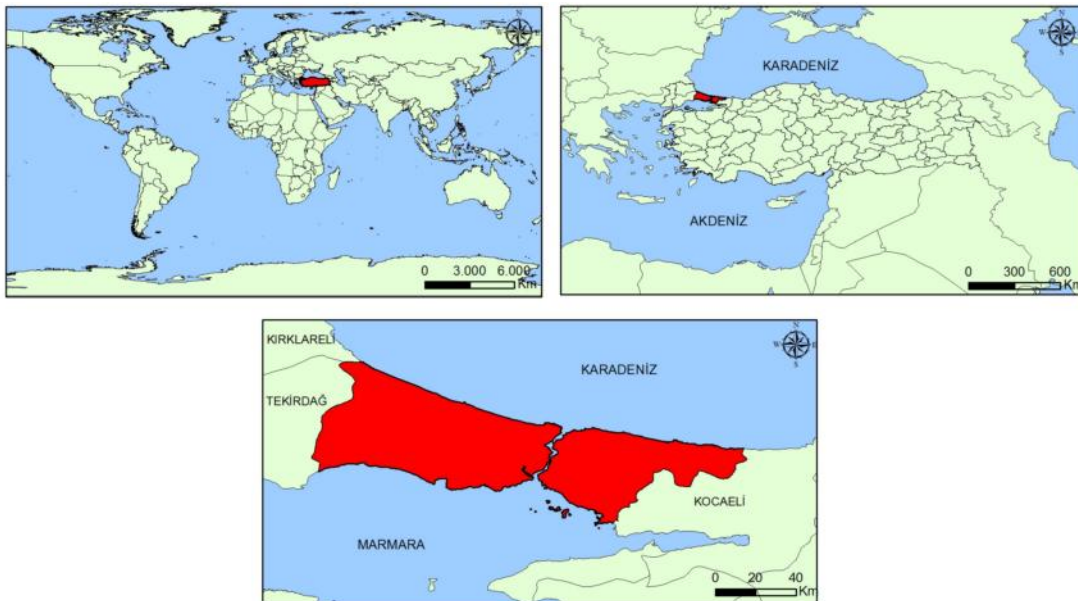 N
W E
S
0 3.000 6.000
Km
N
W E
S
KARADENİZ
AKDENİZ
0 300 600
Km
N
W E
S
KIRKLARELİ
KARADENİZ
TEKİRDAĞ
KOCAELİ
MARMARA
0 20 40
Km